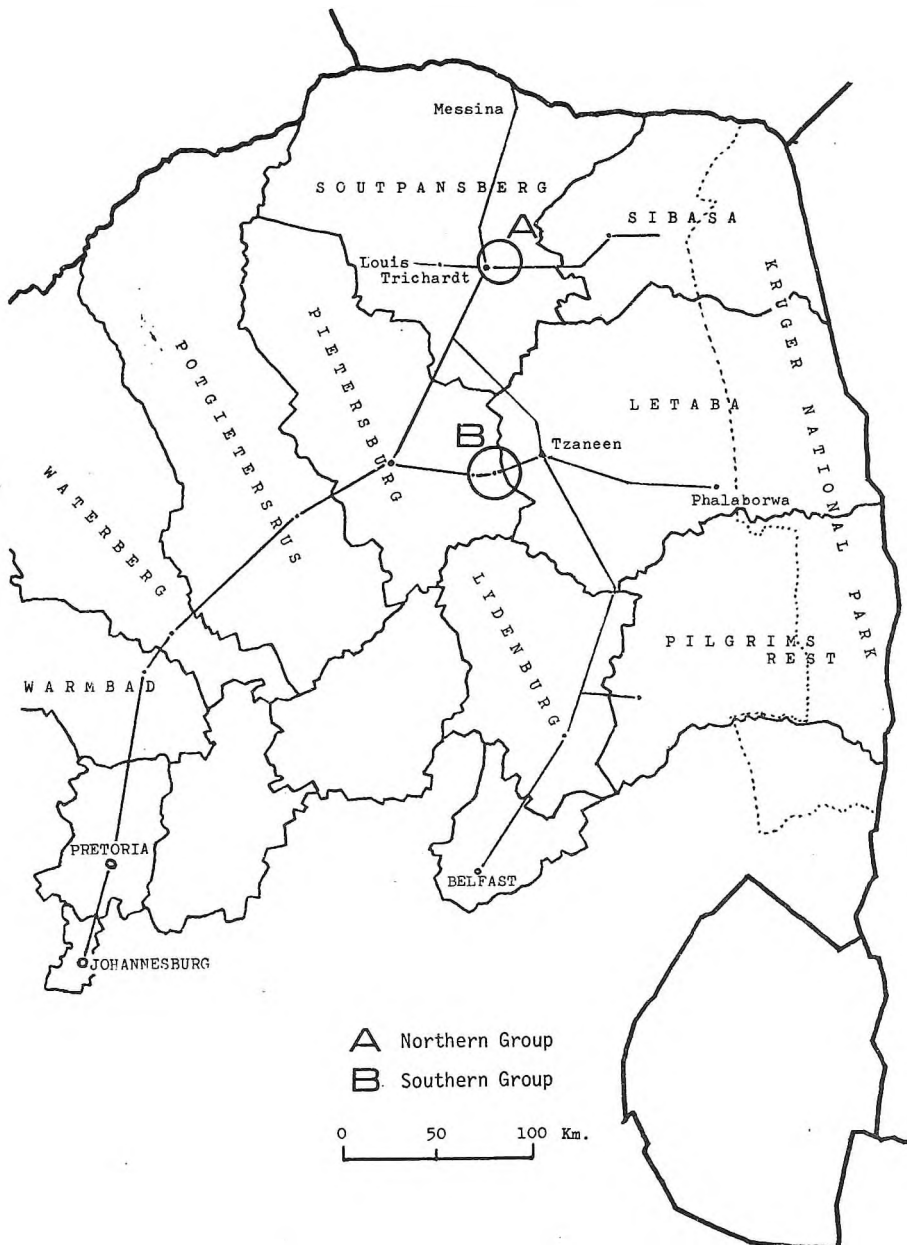 Messina
SOUTPANSBERG
A
SIBASA
Louis
Trichardt
KRUGER NATIONAL PARK
PIETERSBURG
POTGIETERSRUS
LETABA
B
Tzaneen
Phalaborwa
WATERBERG
LYDENBURG
PILGRIMS
REST
WARMBAD
PRETORIA
BELFAST
JOHANNESBURG
A Northern Group
B Southern Group
0 50 100 Km.